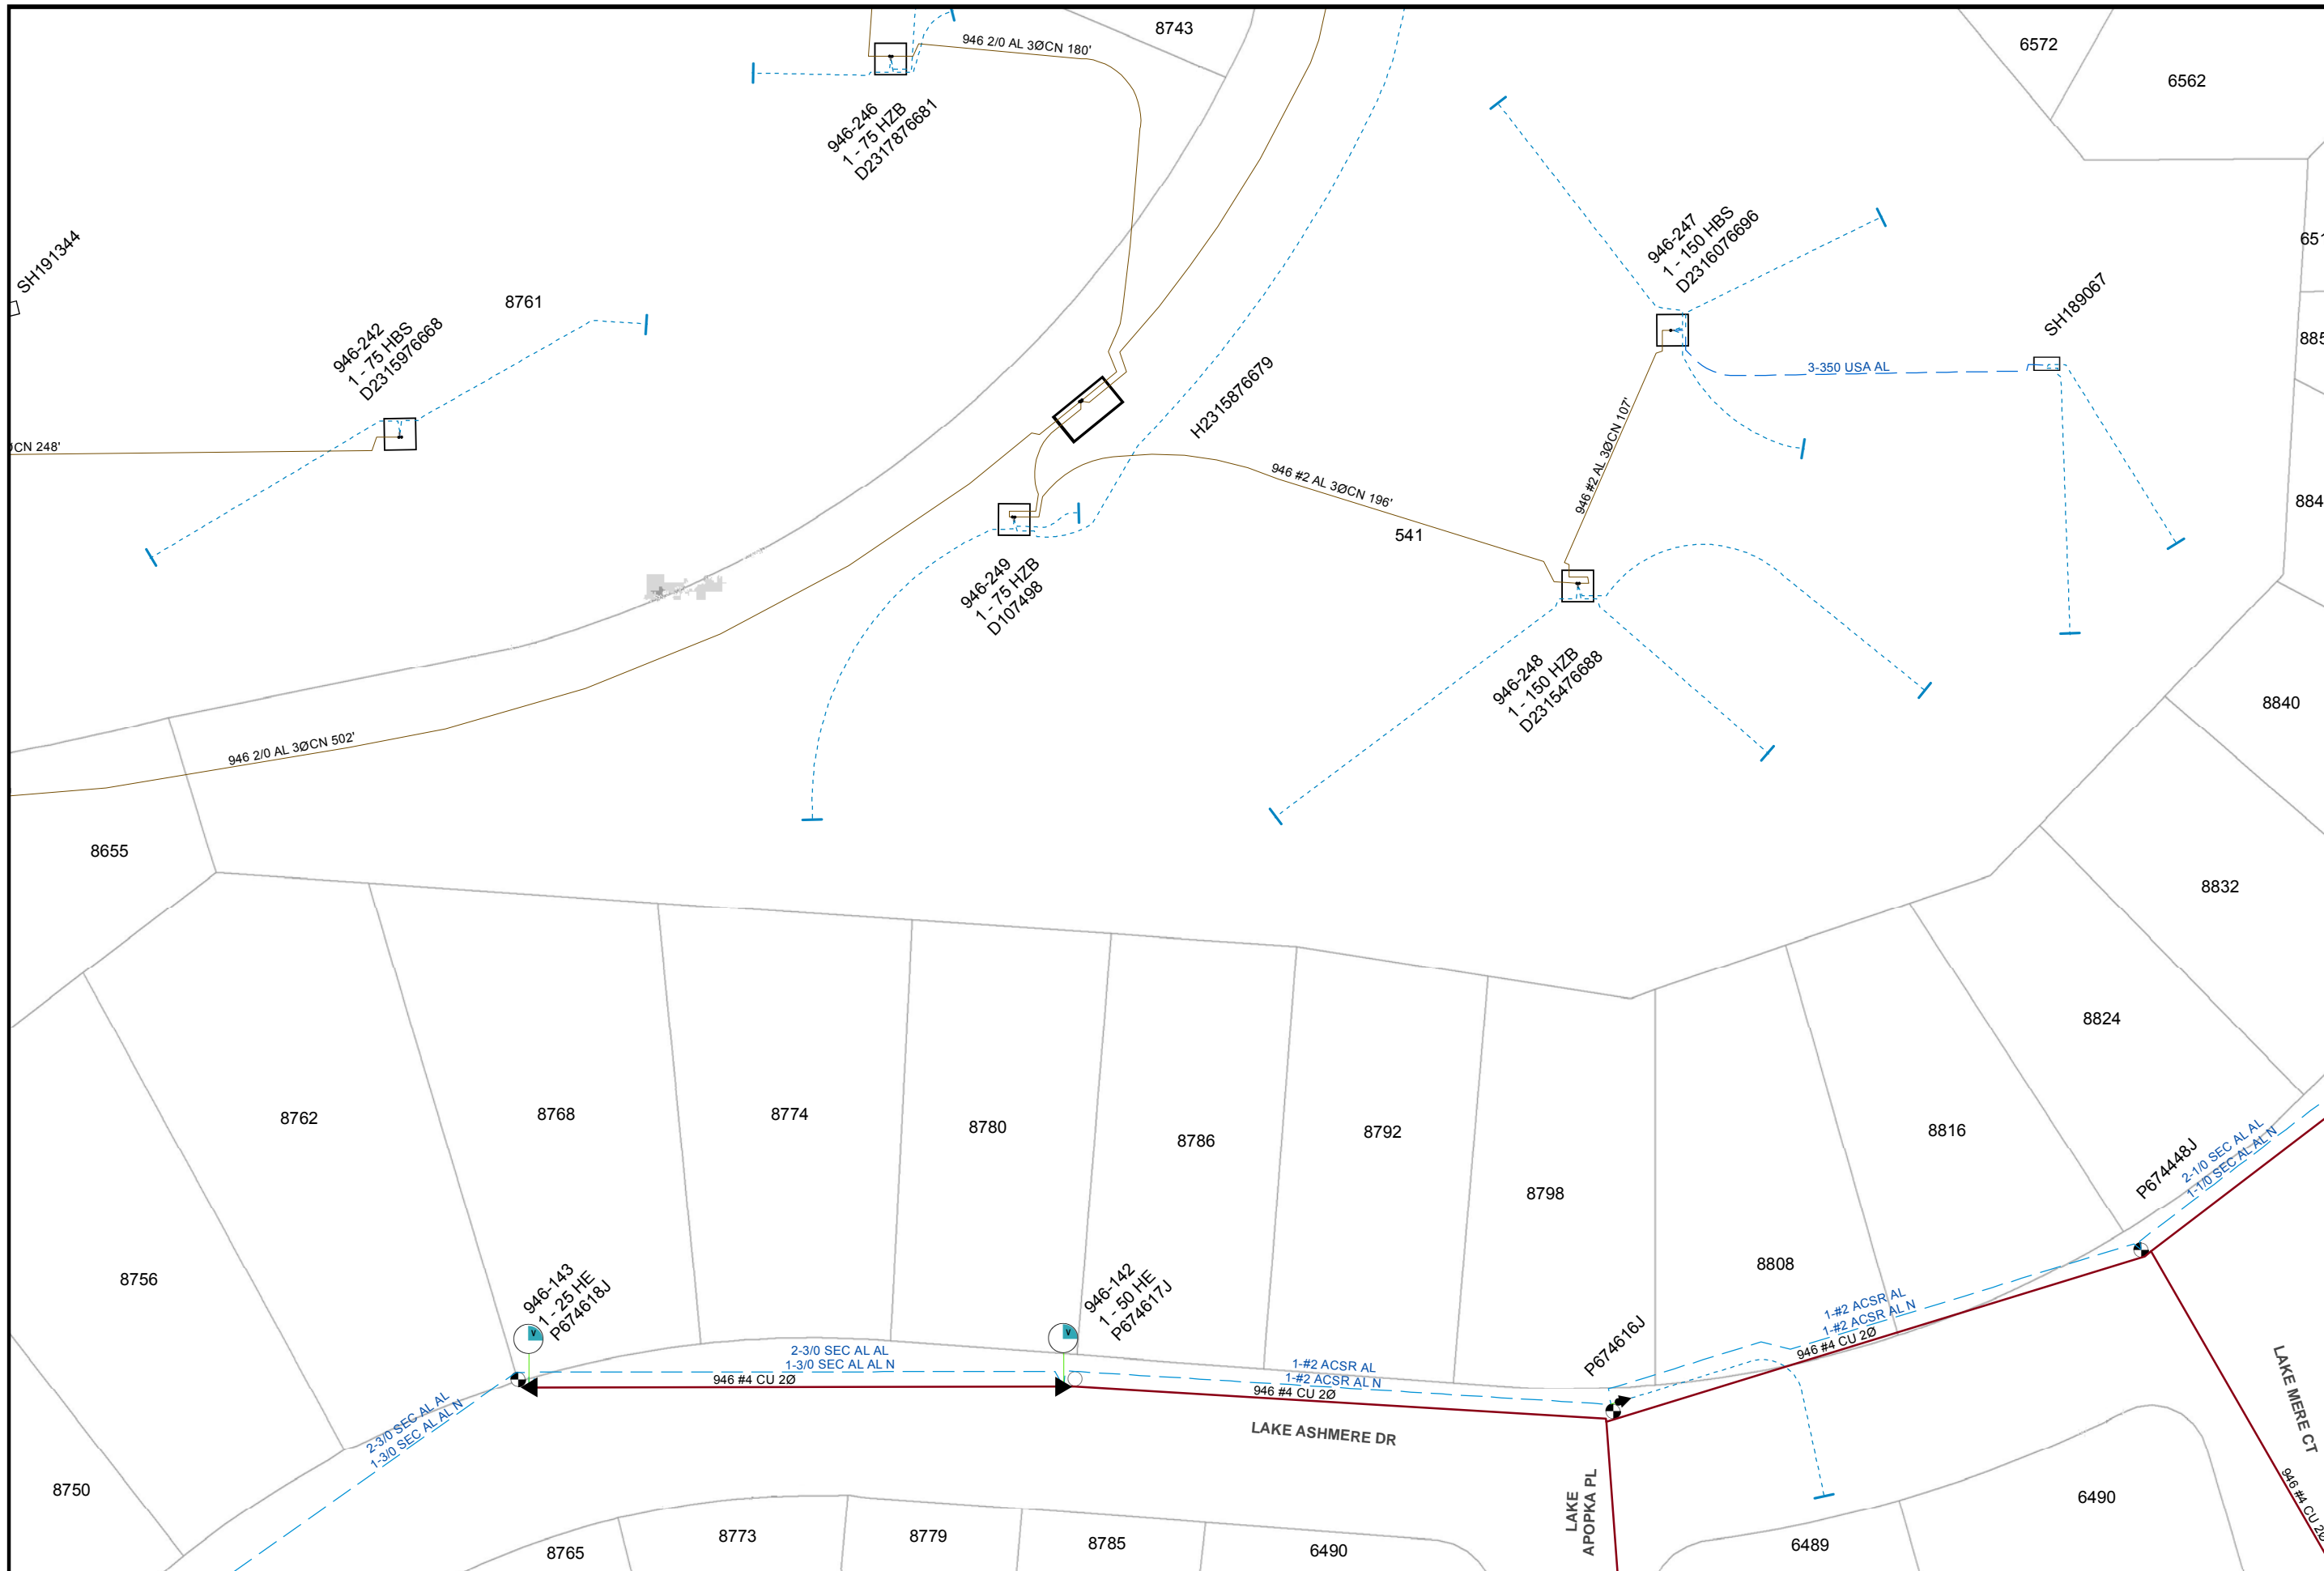 8743
946 2/0 AL 3ØCN 180'
6572
6562
946-246
1 - 75 HZB
D2317876681
SH191344
8761
946-242
1 - 75 HBS
D2315976668
ØCN 248'
H2315876679
946-247
1 - 150 HBS
D2316076696
SH189067
3-350 USA AL
946 #2 AL 3ØCN 107'
946 #2 AL 3ØCN 196'
541
651
885
884
946-249
1 - 75 HZB
D107498
946-248
1 - 150 HZB
D2315476688
946 2/0 AL 3ØCN 502'
8840
8655
8832
8824
8762
8768
8774
8780
8786
8792
8798
8816
8808
8756
P674448J
2-1/0 SEC AL AL
1-1/0 SEC AL AL N
946-143
1 - 25 HE
P674618J
946-142
1 - 50 HE
P674617J
P674616J
1-#2 ACSR AL
1-#2 ACSR AL N
946 #4 CU 2Ø
2-3/0 SEC AL AL
1-3/0 SEC AL AL N
946 #4 CU 2Ø
1-#2 ACSR AL
1-#2 ACSR AL N
946 #4 CU 2Ø
2-3/0 SEC AL AL
1-3/0 SEC AL AL N
LAKE ASHMERE DR
LAKE MERE CT
946 #4 CU 2Ø
LAKE
APOPKA PL
8750
8765
8773
8779
8785
6490
6489
6490